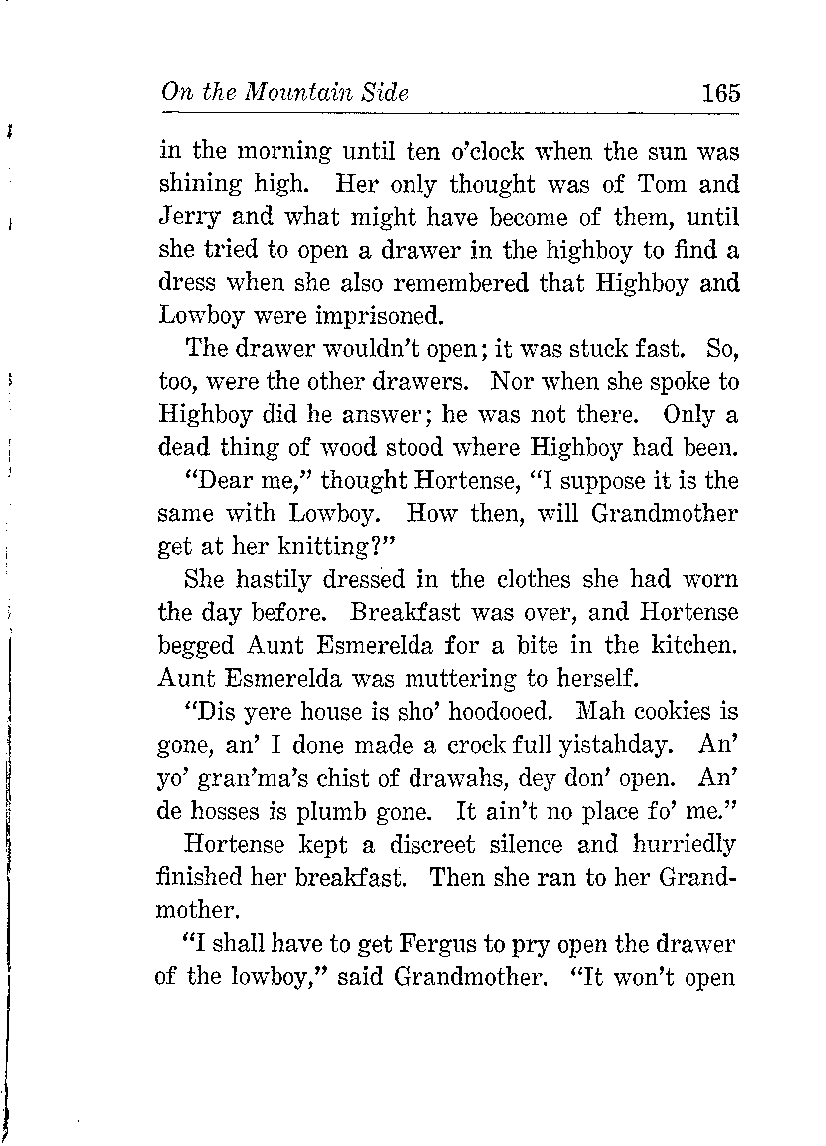 On the Mountain Side 165
in the morning until ten o’clock when the sun was
shining high. Her only thought was of Tom and
Jerry and what might have become of them, until
she tried to open a drawer in the highboy to find a
dress when she also remembered that Highboy and
Lowboy were imprisoned.
The drawer wouldn’t open; it was stuck fast. So,
too, were the other drawers. Nor when she spoke to
Highboy did he answer; he was not there. Only a
dead thing of wood stood where Highboy had been.
“Dear me,” thought Hortense, “I suppose it is the
same with Lowboy. How then, will Grandmother
get at her knitting?”
She hastily dressed in the clothes she had worn
the day before. Breakfast was over, and Hortense
begged Aunt Esmerelda for a bite in the kitchen.
Aunt Esmerelda was muttering to herself.
“Dis yere house is sho’ hoodooed. Mah cookies is
gone, an’ I done made a crock full yistahday. An’
yo’ gran’ma’s chist of drawahs, dey don’ open. An’
de hosses is plumb gone. It ain’t no place fo’ me.”
Hortense kept a discreet silence and hurriedly
finished her breakfast. Then she ran to her Grand-
mother.
“I shall have to get Fergus to pry open the drawer
of the lowboy,” said Grandmother. “It won’t open